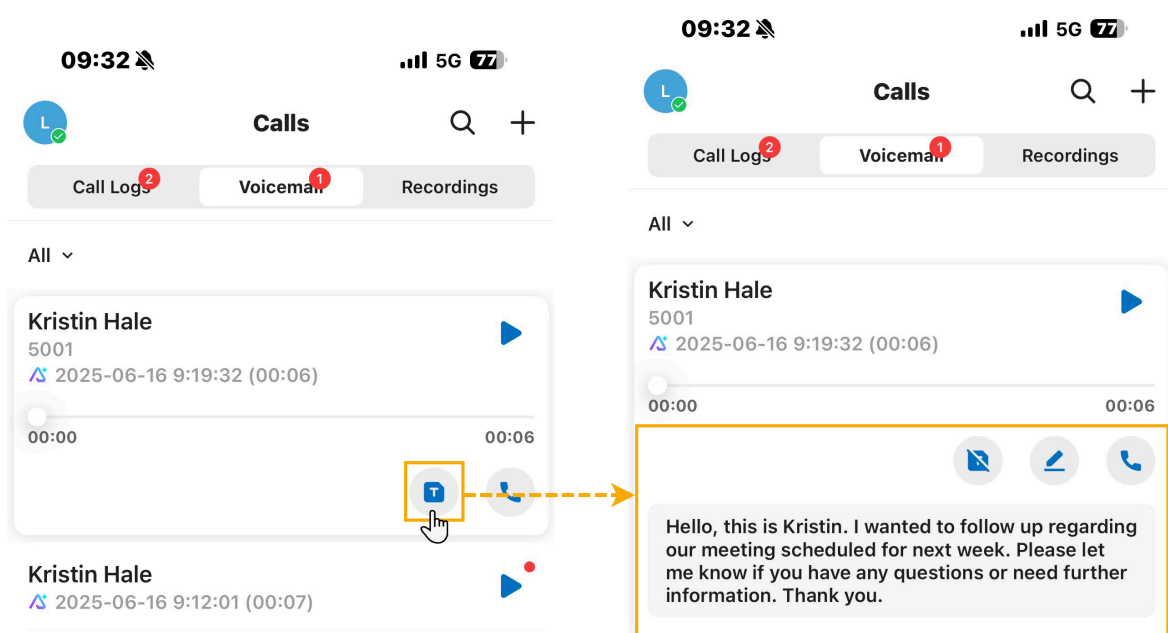 09:32 5G 77
L Calls
Call Logs 2 Voicemail 1 Recordings
All
Kristin Hale
5001
2025-06-16 9:19:32 (00:06)
00:00 00:06
T
Kristin Hale
2025-06-16 9:12:01 (00:07)
09:32 5G 77
L Calls
Call Logs 2 Voicemail 1 Recordings
All
Kristin Hale
5001
2025-06-16 9:19:32 (00:06)
00:00 00:06
Hello, this is Kristin. I wanted to follow up regarding
our meeting scheduled for next week. Please let
me know if you have any questions or need further
information. Thank you.